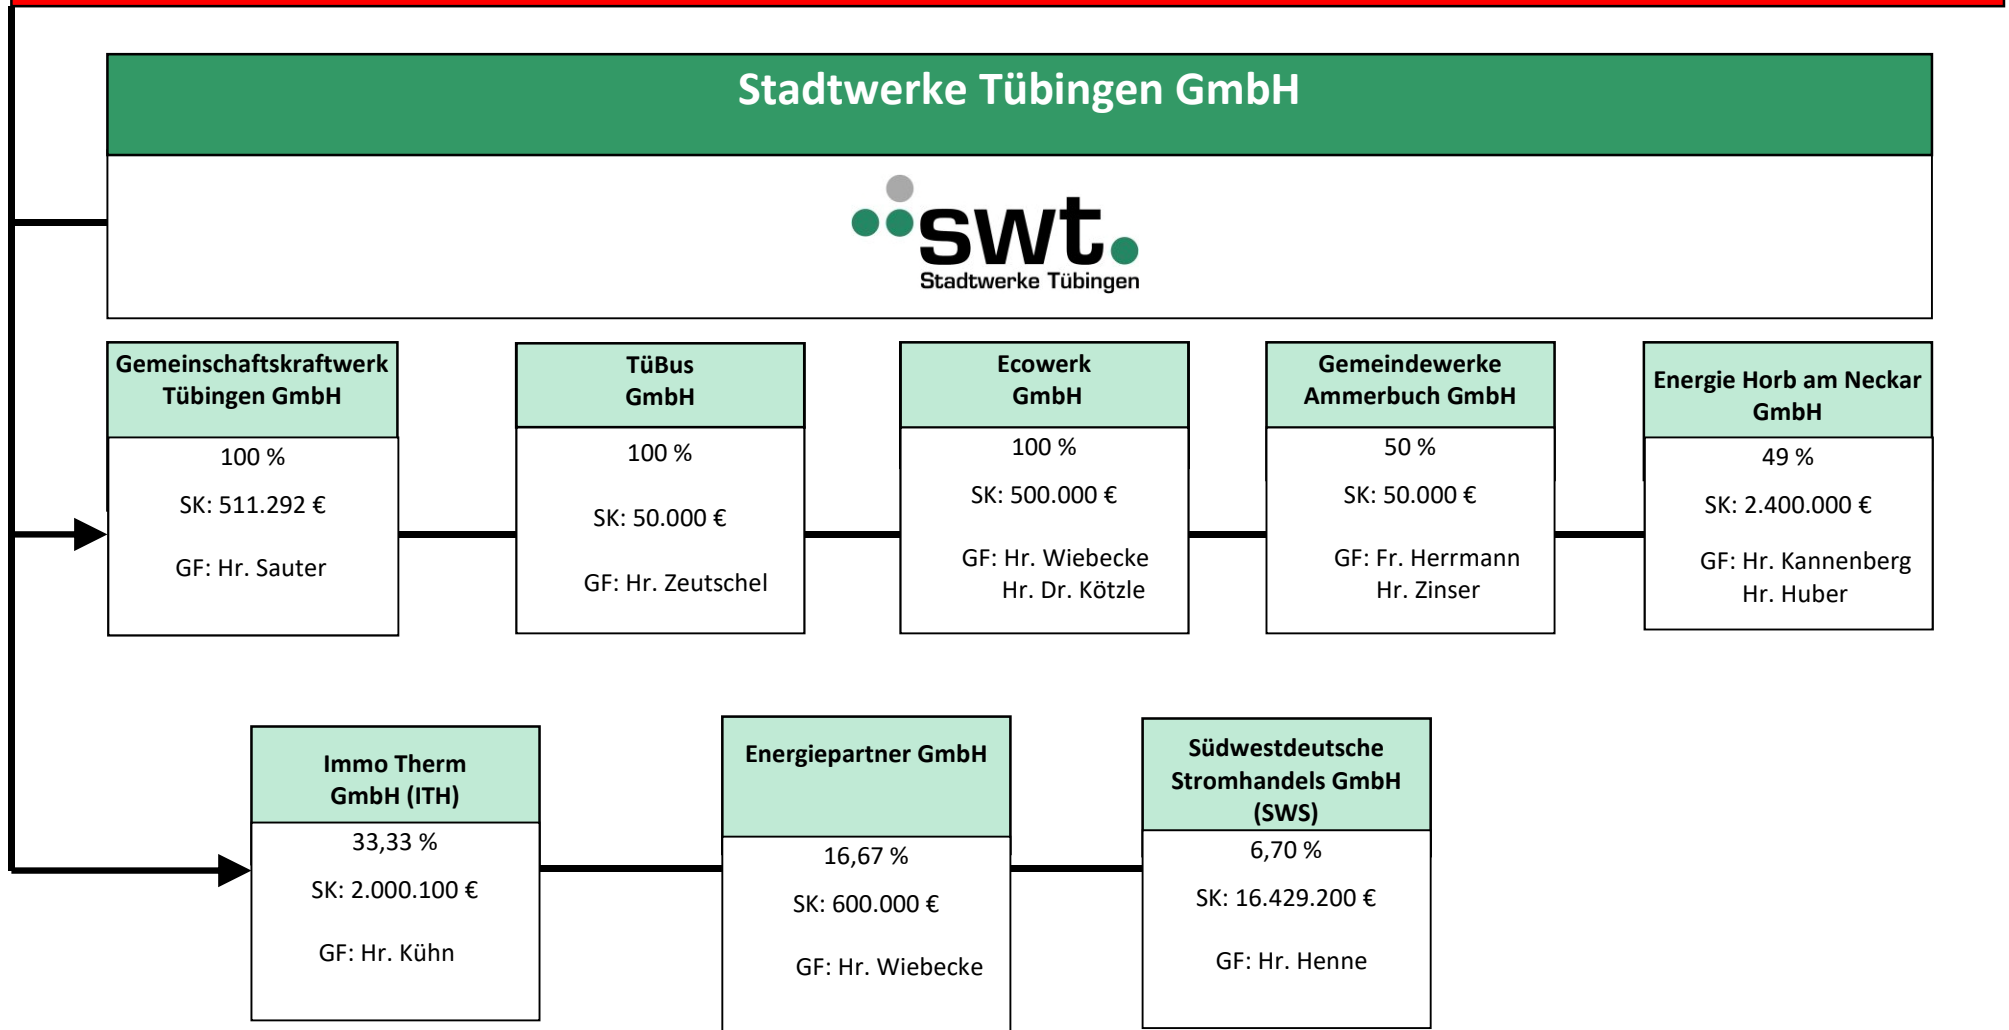 Stadtwerke Tübingen GmbH
swt.
Stadtwerke Tübingen
Gemeinschaftskraftwerk
Tübingen GmbH
100 %
SK: 511.292 €
GF: Hr. Sauter
TüBus
GmbH
100 %
SK: 50.000 €
GF: Hr. Zeutschel
Ecowerk
GmbH
100 %
SK: 500.000 €
GF: Hr. Wiebecke
Hr. Dr. Kötzle
Gemeindewerke
Ammerbuch GmbH
50 %
SK: 50.000 €
GF: Fr. Herrmann
Hr. Zinser
Energie Horb am Neckar
GmbH
49 %
SK: 2.400.000 €
GF: Hr. Kannenberg
Hr. Huber
Immo Therm
GmbH (ITH)
33,33 %
SK: 2.000.100 €
GF: Hr. Kühn
Energiepartner GmbH
16,67 %
SK: 600.000 €
GF: Hr. Wiebecke
Südwestdeutsche
Stromhandels GmbH
(SWS)
6,70 %
SK: 16.429.200 €
GF: Hr. Henne